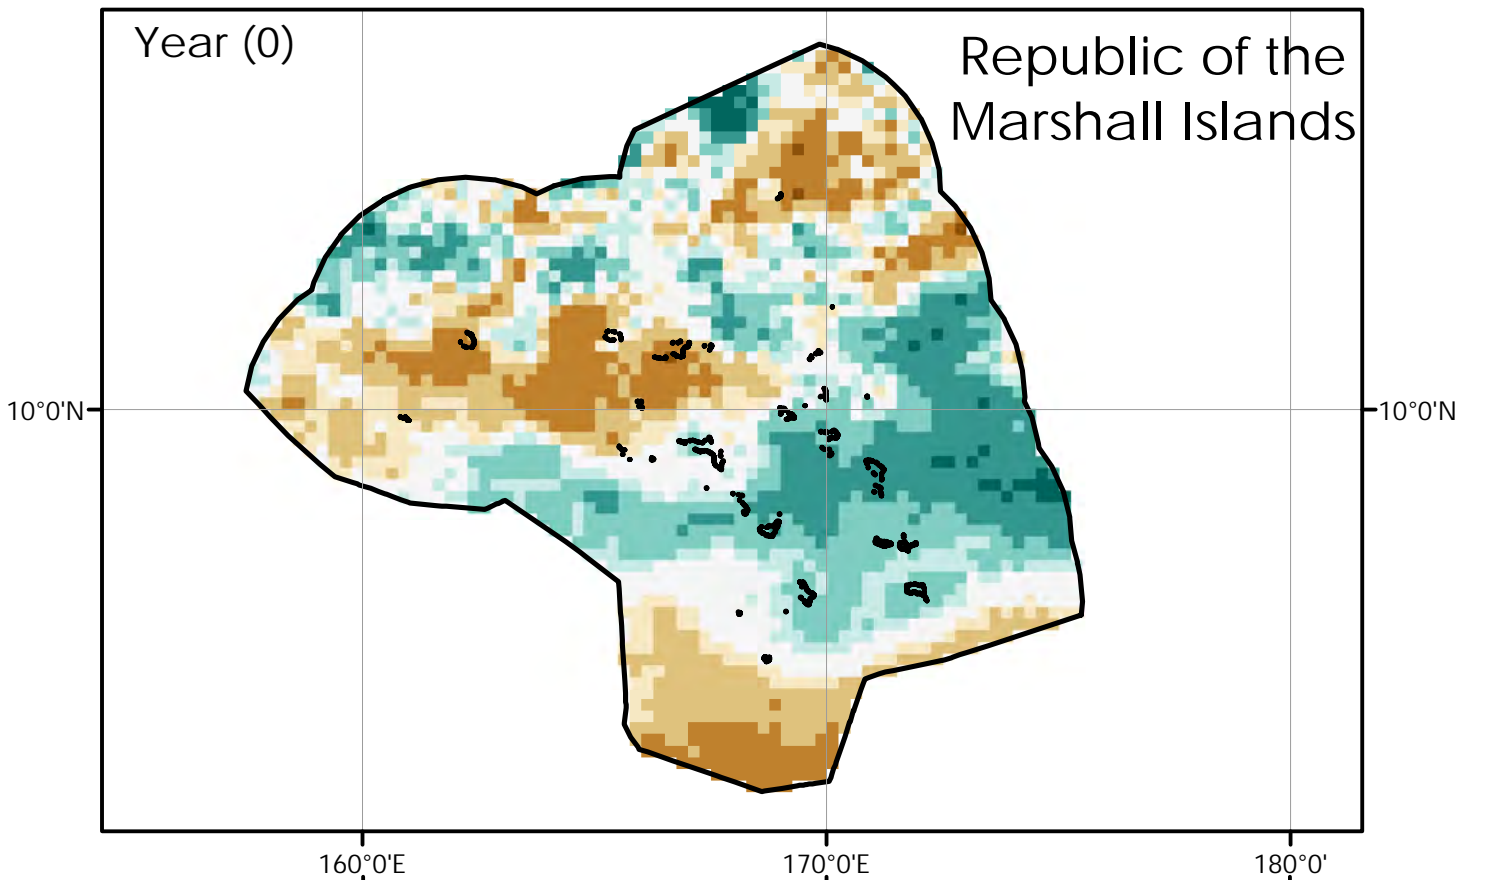 Year (0)
Republic of the
Marshall Islands
10°0'N
10°0'N
160°0'E
170°0'E
180°0'